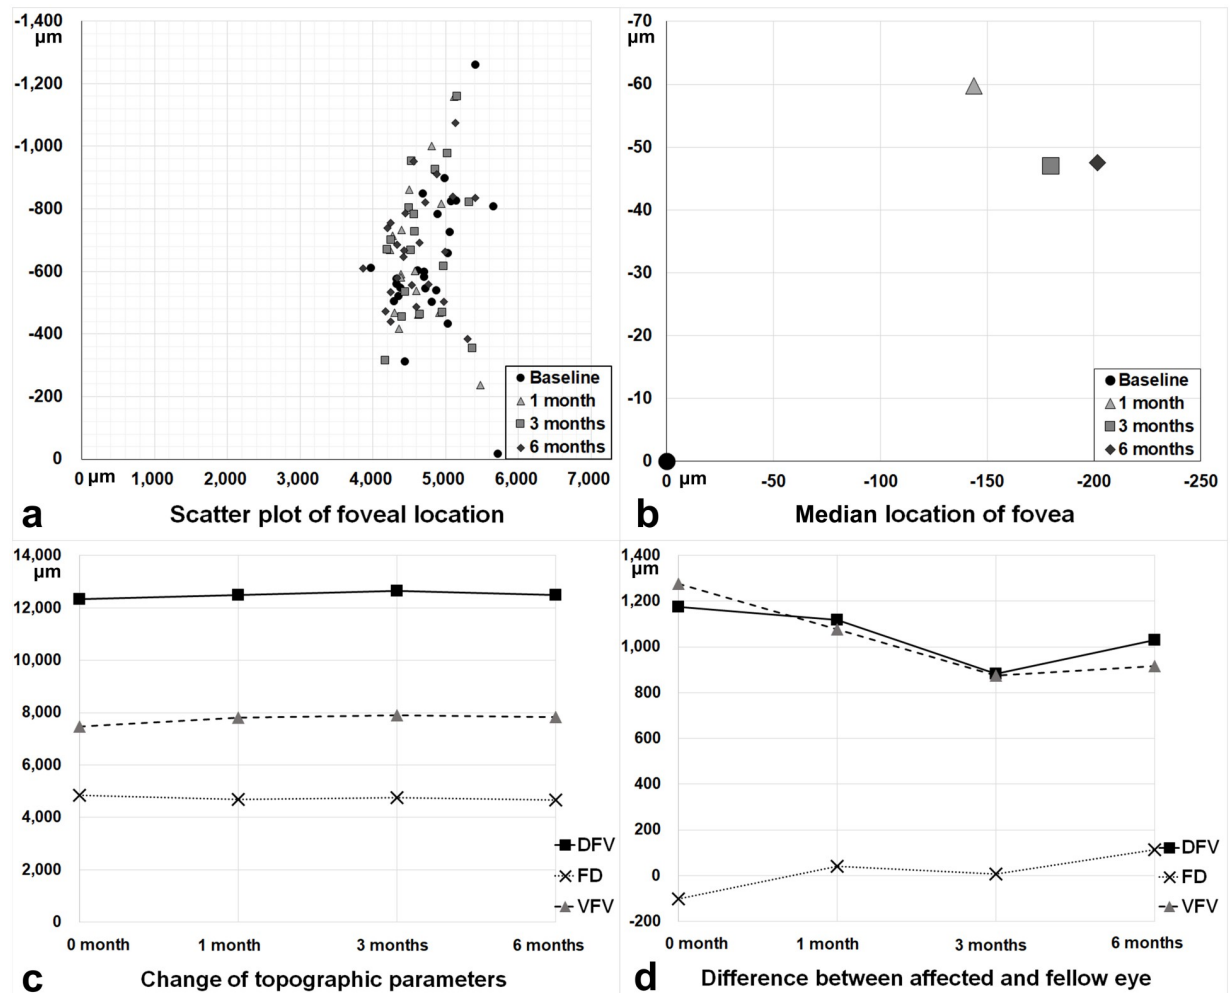 -1,400
µm
-1,200
-1,000
-800
-600
-400
-200
0
0 µm 1,000 2,000 3,000 4,000 5,000 6,000 7,000
Baseline
1 month
3 months
6 months
a Scatter plot of foveal location
-70
µm
-60
-50
-40
-30
-20
-10
0
0 µm -50 -100 -150 -200 -250
Baseline
1 month
3 months
6 months
b Median location of fovea
14,000
µm
12,000
10,000
8,000
6,000
4,000
2,000
0
0 month 1 month 3 months 6 months
DFV
FD
VFV
c Change of topographic parameters
1,400
µm
1,200
1,000
800
600
400
200
0
-200
0 month 1 month 3 months 6 months
DFV
FD
VFV
d Difference between affected and fellow eye